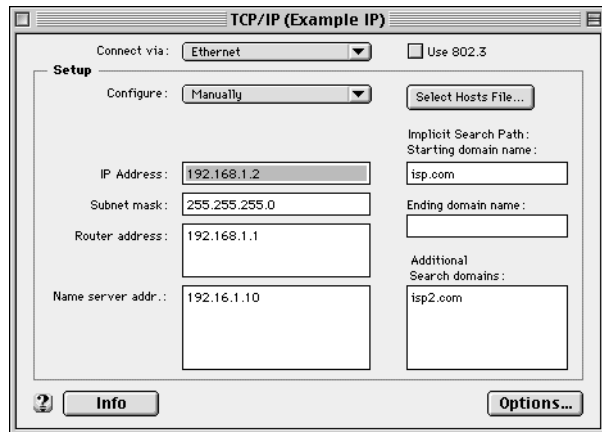 TCP/IP (Example IP)
Connect via: Ethernet
Use 802.3
Setup
Configure: Manually
Select Hosts File...
Implicit Search Path:
Starting domain name:
IP Address: 192.168.1.2
isp.com
Subnet mask: 255.255.255.0
Ending domain name:
Router address: 192.168.1.1
Additional
Search domains:
Name server addr.: 192.16.1.10
isp2.com
?
Info
Options...